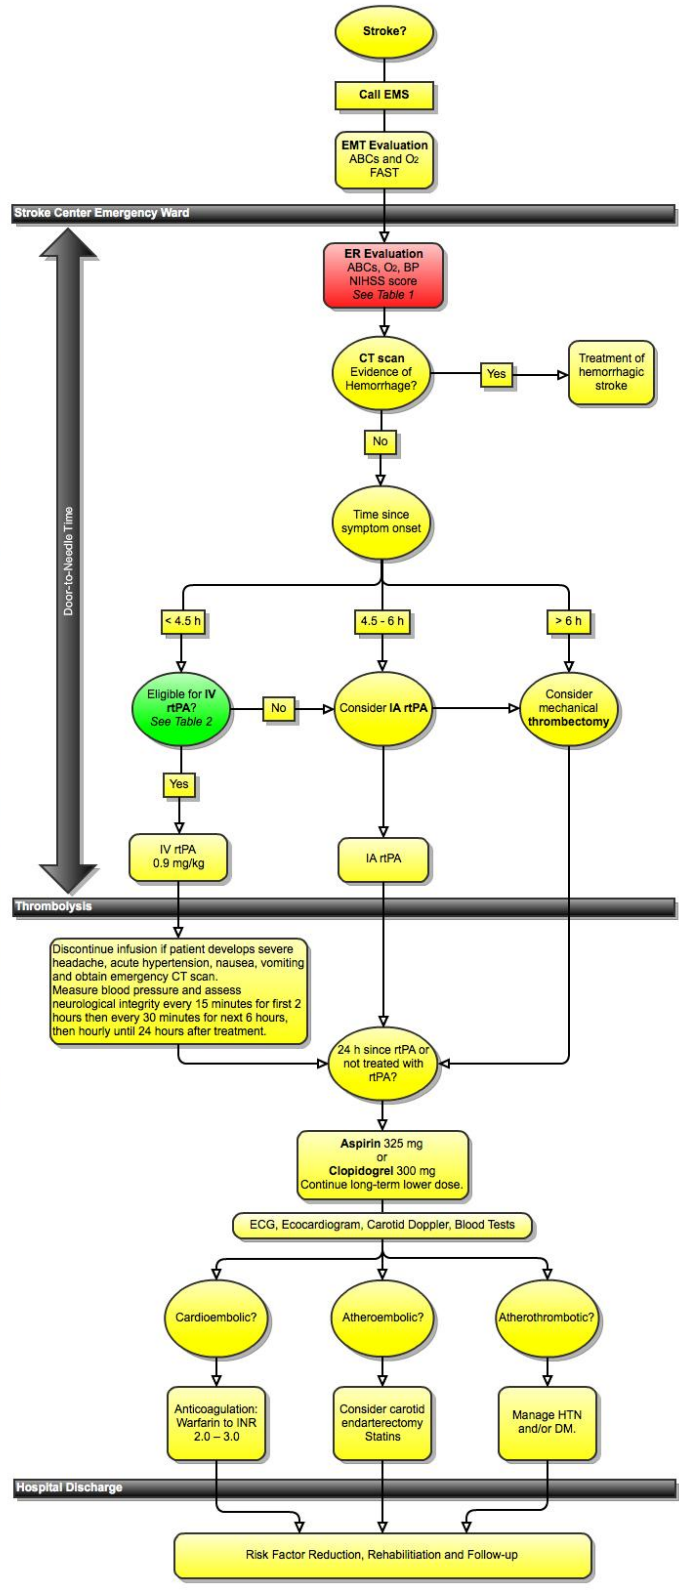 Stroke?
Call EMS
EMT Evaluation
ABCs and O2
FAST
Stroke Center Emergency Ward
ER Evaluation
ABCs, O2, BP
NIHSS score
See Table 1
CT scan
Evidence of
Hemorrhage?
Yes
Treatment of
hemorrhagic
stroke
No
Door-to-Needle Time
Time since
symptom onset
< 4.5 h
4.5 - 6 h
> 6 h
Eligible for IV
rtPA?
See Table 2
No
Consider IA rtPA
Consider
mechanical
thrombectomy
Yes
IV rtPA
0.9 mg/kg
IA rtPA
Thrombolysis
Discontinue infusion if patient develops severe
headache, acute hypertension, nausea, vomiting
and obtain emergency CT scan.
Measure blood pressure and assess
neurological integrity every 15 minutes for first 2
hours then every 30 minutes for next 6 hours,
then hourly until 24 hours after treatment.
24 h since rtPA or
not treated with
rtPA?
Aspirin 325 mg
or
Clopidogrel 300 mg
Continue long-term lower dose.
ECG, Ecocardiogram, Carotid Doppler, Blood Tests
Cardioembolic?
Atheroembolic?
Atherothrombotic?
Anticoagulation:
Warfarin to INR
2.0 – 3.0
Consider carotid
endarterectomy
Statins
Manage HTN
and/or DM.
Hospital Discharge
Risk Factor Reduction, Rehabilitiation and Follow-up